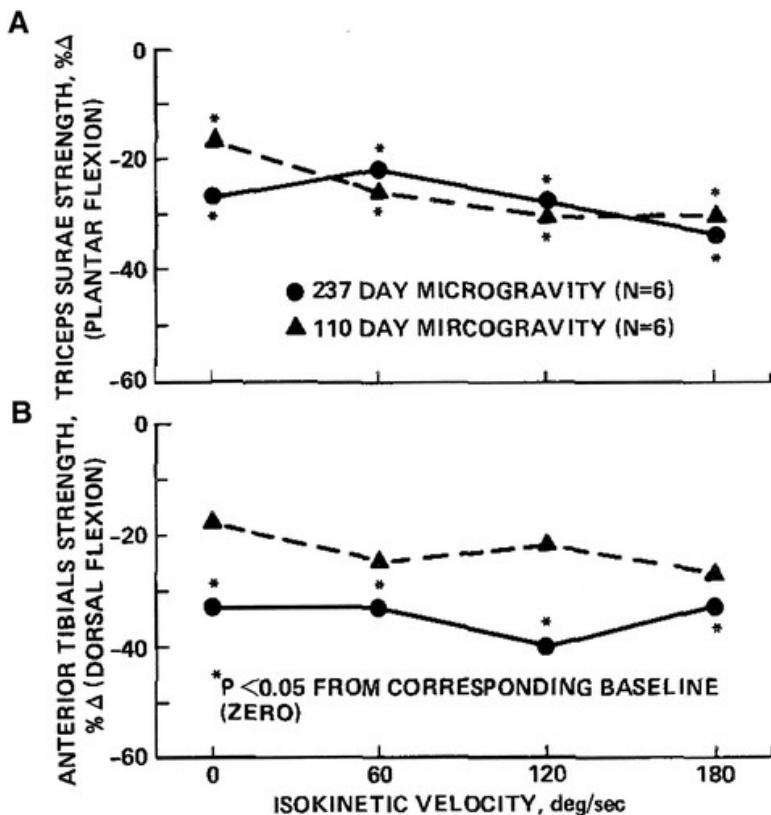 A
TRICEPS SURAE STRENGTH, %Δ
(PLANTAR FLEXION)
0
-20
-40
-60
*
*
*
*
*
*
*
*
● 237 DAY MICROGRAVITY (N=6)
▲ 110 DAY MIRCOGRAVITY (N=6)
B
ANTERIOR TIBIALS STRENGTH,
% Δ (DORSAL FLEXION)
0
-20
-40
-60
*
*
*
*
*P <0.05 FROM CORRESPONDING BASELINE
(ZERO)
0 60 120 180
ISOKINETIC VELOCITY, deg/sec